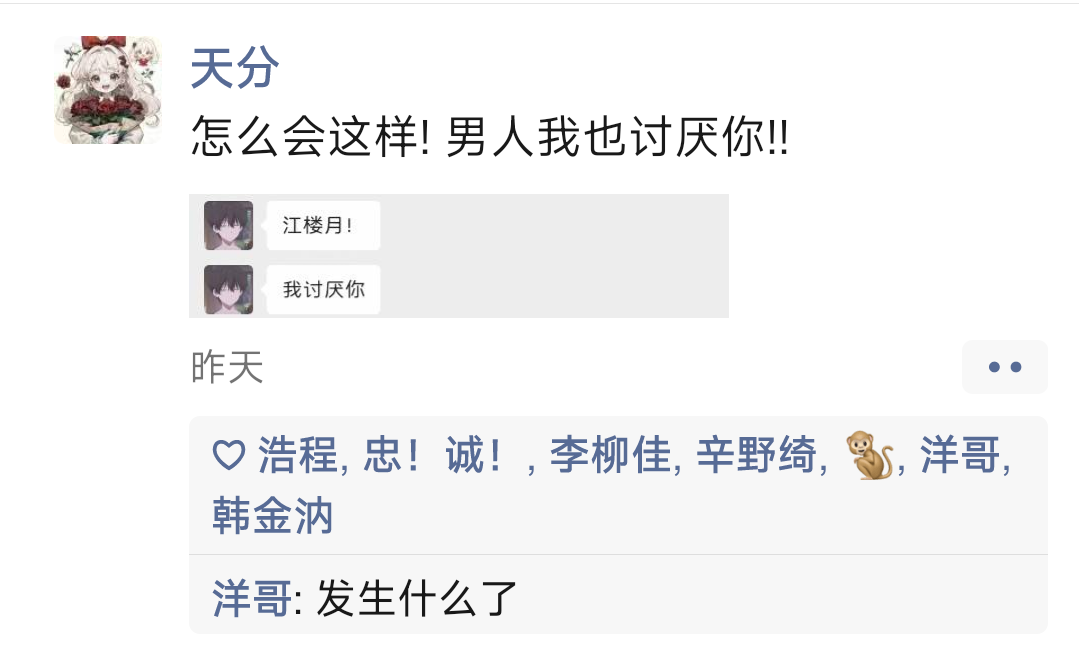 天分
怎么会这样! 男人我也讨厌你!!
江楼月!
我讨厌你
昨天
浩程, 忠！诚！, 李柳佳, 辛野绮, 🐒, 洋哥,
韩金汭
洋哥: 发生什么了